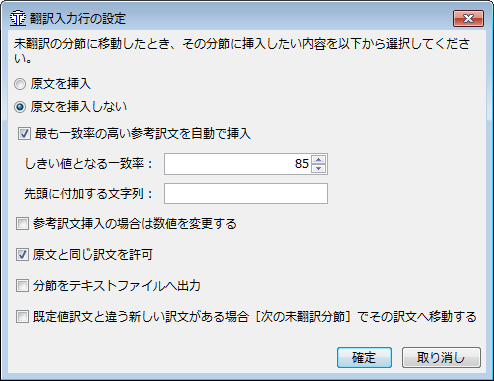 翻訳入力行の設定
未翻訳の分節に移動したとき、その分節に挿入したい内容を以下から選択してくださ
い。
原文を挿入
原文を挿入しない
最も一致率の高い参考訳文を自動で挿入
しきい値となる一致率： 85
先頭に付加する文字列：
参考訳文挿入の場合は数値を変更する
原文と同じ訳文を許可
分節をテキストファイルへ出力
既定値訳文と違う新しい訳文がある場合［次の未翻訳分節］でその訳文へ移動する
確定 取り消し